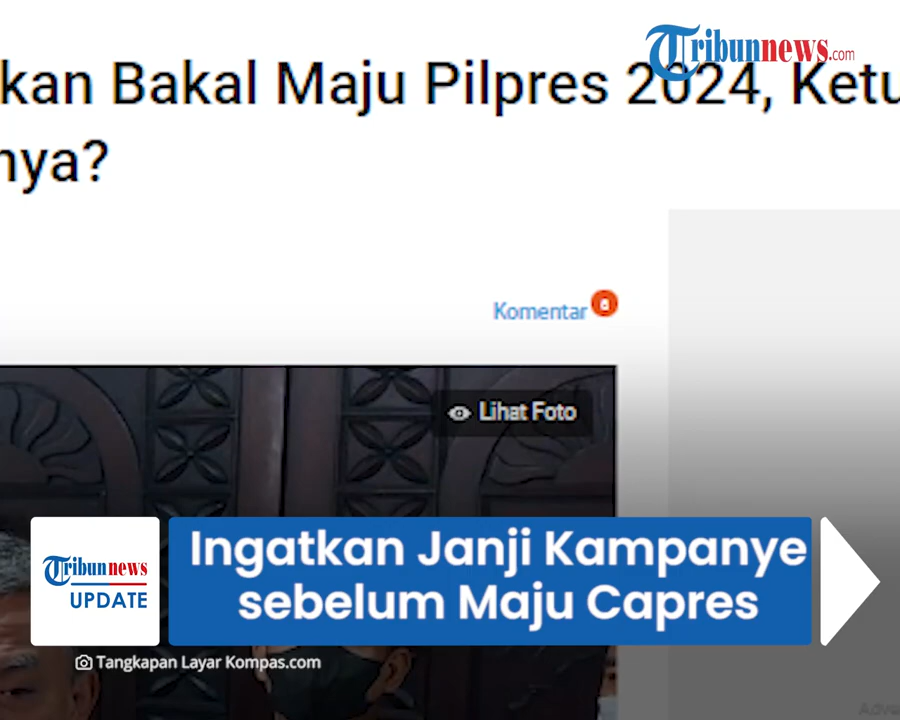 Tribunnews.com
kan Bakal Maju Pilpres 2024, Ketu
nya?
Komentar 8
Lihat Foto
Ingatkan Janji Kampanye
sebelum Maju Capres
Tribunnews
UPDATE
Tangkapan Layar Kompas.com